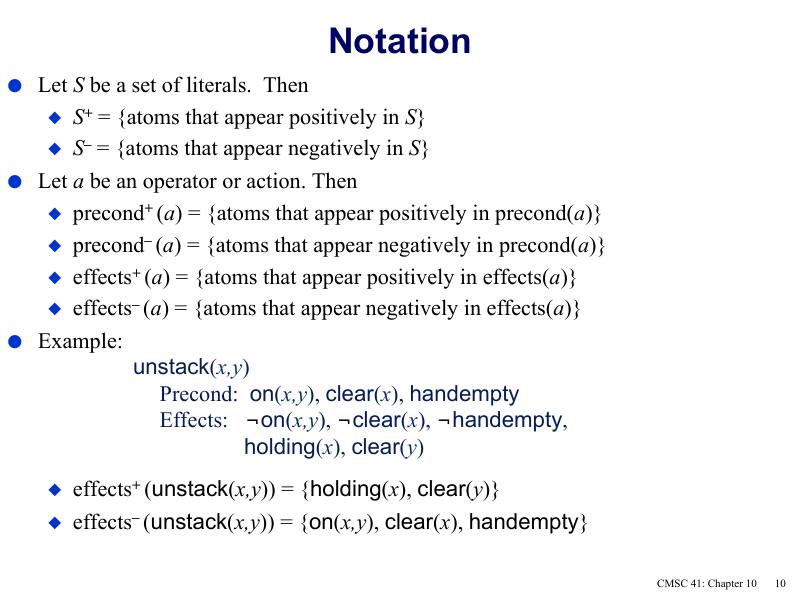 Notation
● Let S be a set of literals. Then
◆ S⁺ = {atoms that appear positively in S}
◆ S⁻ = {atoms that appear negatively in S}
● Let a be an operator or action. Then
◆ precond⁺ (a) = {atoms that appear positively in precond(a)}
◆ precond⁻ (a) = {atoms that appear negatively in precond(a)}
◆ effects⁺ (a) = {atoms that appear positively in effects(a)}
◆ effects⁻ (a) = {atoms that appear negatively in effects(a)}
● Example:
unstack(x,y)
Precond: on(x,y), clear(x), handempty
Effects: ¬on(x,y), ¬clear(x), ¬handempty,
holding(x), clear(y)
◆ effects⁺ (unstack(x,y)) = {holding(x), clear(y)}
◆ effects⁻ (unstack(x,y)) = {on(x,y), clear(x), handempty}
CMSC 41: Chapter 10 10